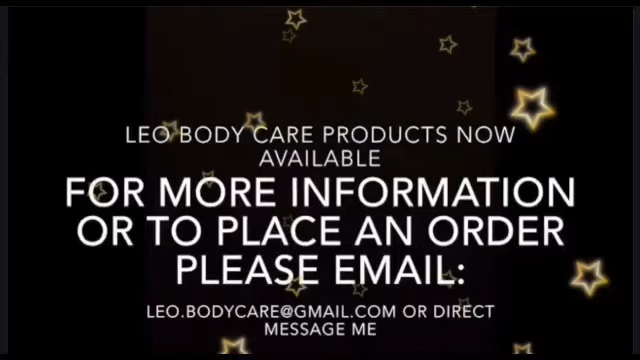 LEO BODY CARE PRODUCTS NOW
AVAILABLE
FOR MORE INFORMATION
OR TO PLACE AN ORDER
PLEASE EMAIL:
LEO.BODYCARE@GMAIL.COM OR DIRECT
MESSAGE ME